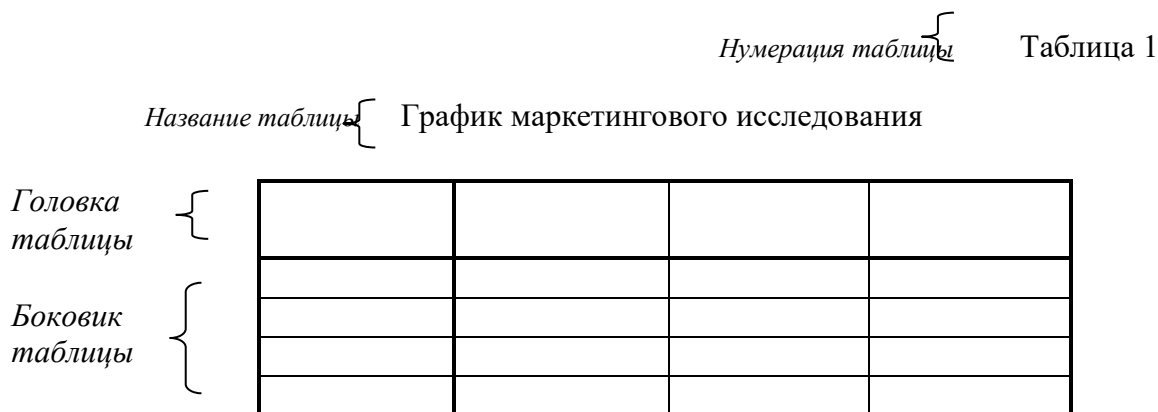 Нумерация таблицы Таблица 1
Название таблицы График маркетингового исследования
Головка
таблицы
Боковик
таблицы